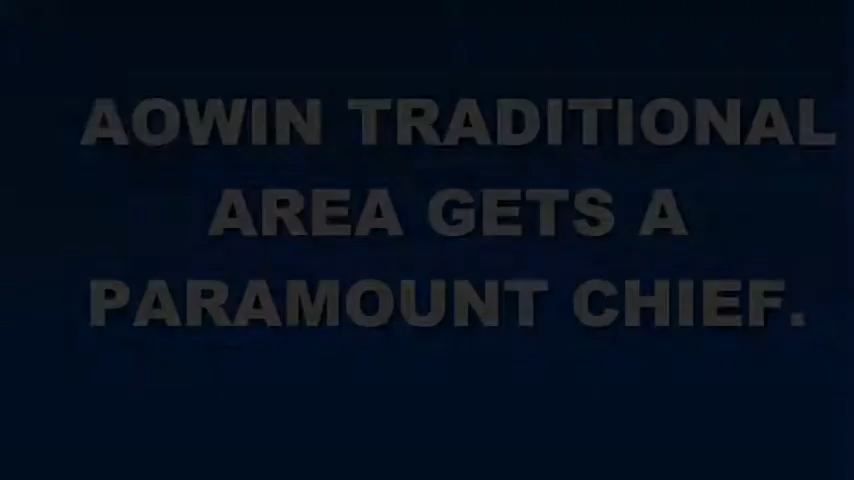 AOWIN TRADITIONAL
AREA GETS A
PARAMOUNT CHIEF.